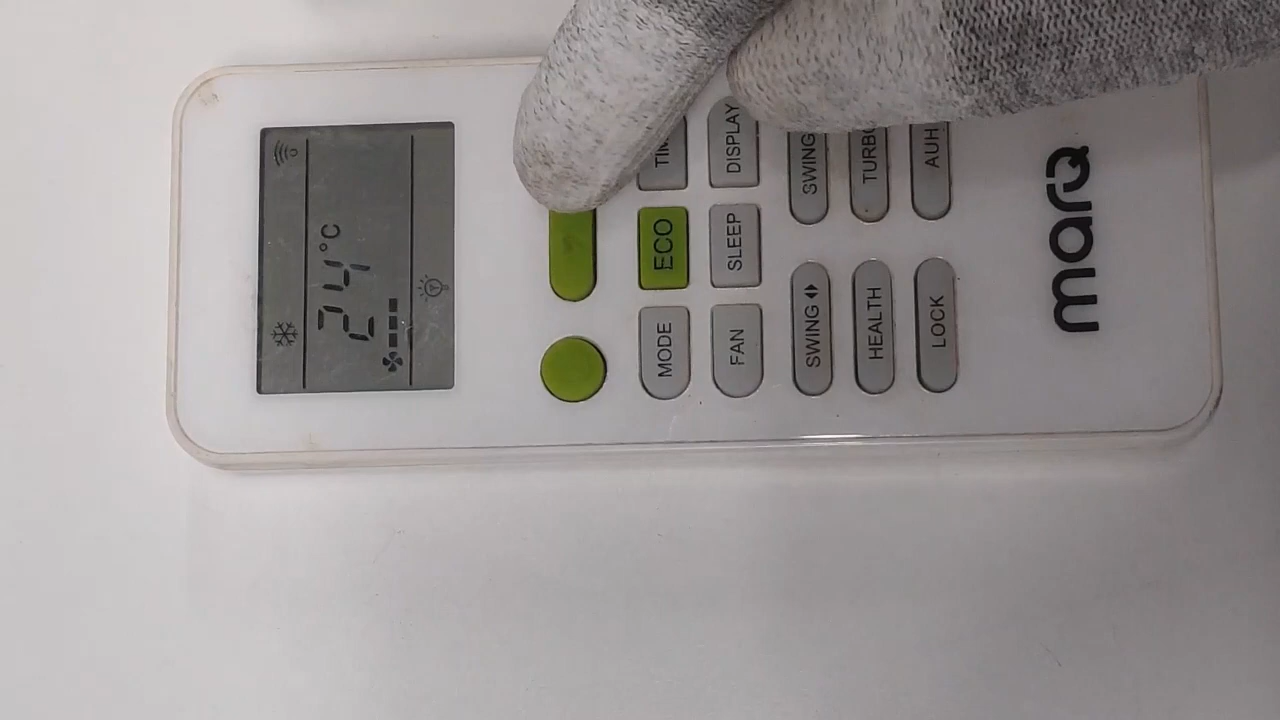 24°C
ECO
MODE
DISPLAY
SLEEP
FAN
SWING
SWING
TURBO
HEALTH
LOCK
marq